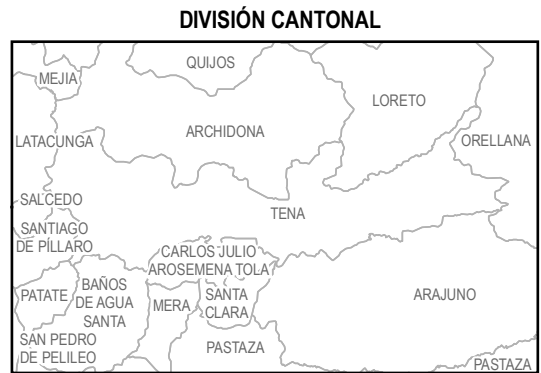 DIVISIÓN CANTONAL
QUIJOS
MEJIA
LORETO
ARCHIDONA
LATACUNGA
ORELLANA
SALCEDO
TENA
SANTIAGO
DE PÍLLARO
CARLOS JULIO
AROSEMENA TOLA
BAÑOS
DE AGUA
SANTA
PATATE
MERA
SANTA
CLARA
ARAJUNO
SAN PEDRO
DE PELILEO
PASTAZA
PASTAZA